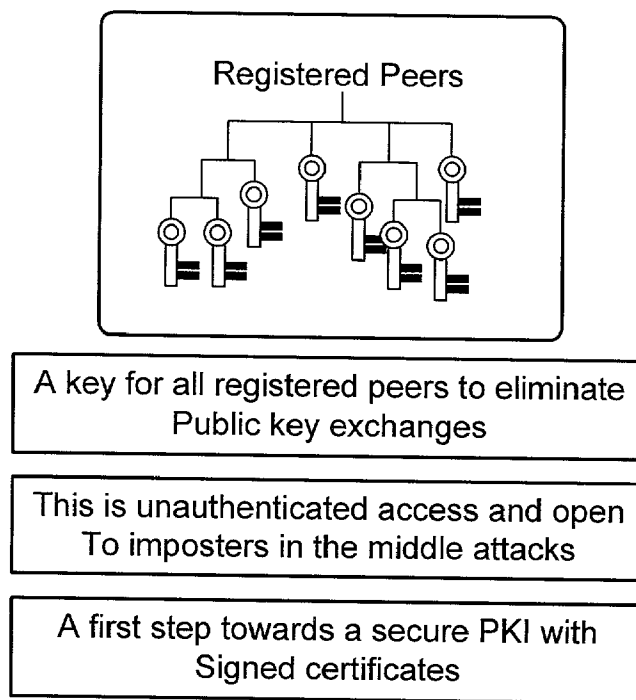 Registered Peers
A key for all registered peers to eliminate
Public key exchanges
This is unauthenticated access and open
To imposters in the middle attacks
A first step towards a secure PKI with
Signed certificates